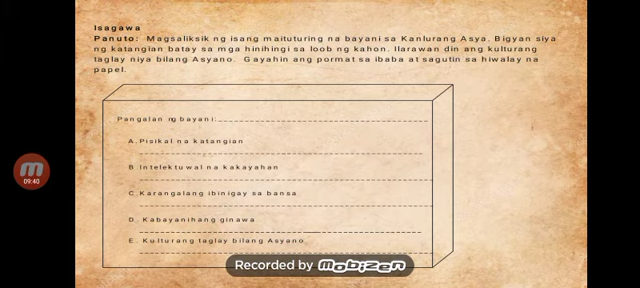 Isagawa
Panuto: Magsaliksik ng isang maituturing na bayani sa Kanlurang Asya. Bigyan siya
ng katangian batay sa mga hinihingi sa loob ng kahon. Ilarawan din ang kulturang
taglay niya bilang Asyano. Gayahin ang pormat sa ibaba at sagutin sa hiwalay na
papel.
Pangalan ng bayani:
A. Pisikal na katangian
B. Intelektuwal na kakayahan
C. Karangalang ibinigay sa bansa
D. Kabayanihang ginawa
E. Kulturang taglay bilang Asyano
09:40
Recorded by mobizen